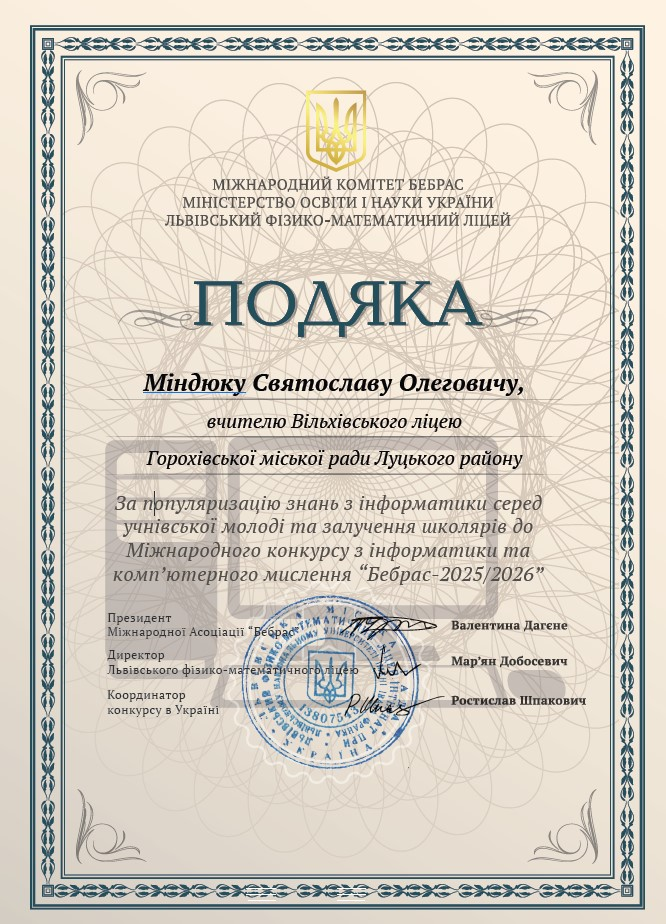 МІЖНАРОДНИЙ КОМІТЕТ БЕБРАС
МІНІСТЕРСТВО ОСВІТИ І НАУКИ УКРАЇНИ
ЛЬВІВСЬКИЙ ФІЗИКО-МАТЕМАТИЧНИЙ ЛІЦЕЙ
ПОДЯКА
Міндюку Святославу Олеговичу,
вчителю Вільхівського ліцею
Горохівської міської ради Луцького району
За популяризацію знань з інформатики серед
учнівської молоді та залучення школярів до
Міжнародного конкурсу з інформатики та
комп’ютерного мислення “Бебрас-2025/2026”
Президент
Міжнародної Асоціації “Бебрас”
Валентина Дагєне
Директор
Львівського фізико-математичного ліцею
Мар’ян Добосевич
Координатор
конкурсу в Україні
Ростислав Шпакович